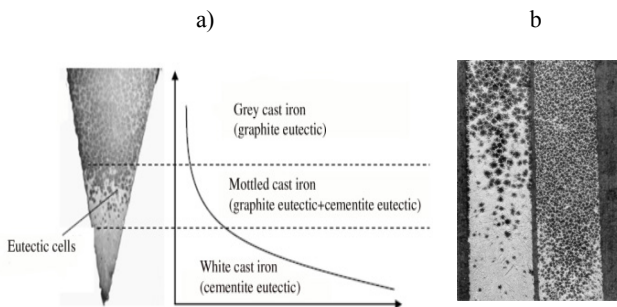 a)
b)
Grey cast iron
(graphite eutectic)
Mottled cast iron
(graphite eutectic+cementite eutectic)
Eutectic cells
White cast iron
(cementite eutectic)